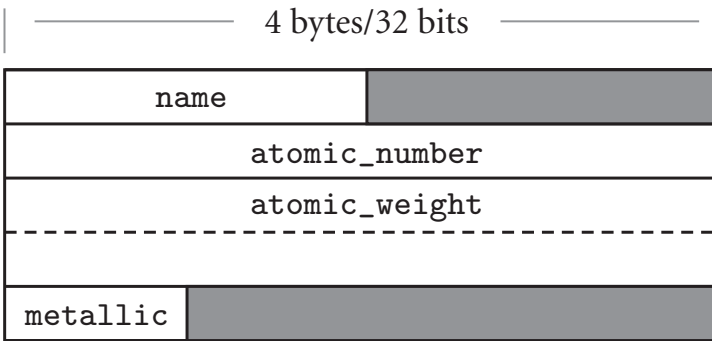 4 bytes/32 bits
name
atomic_number
atomic_weight
metallic